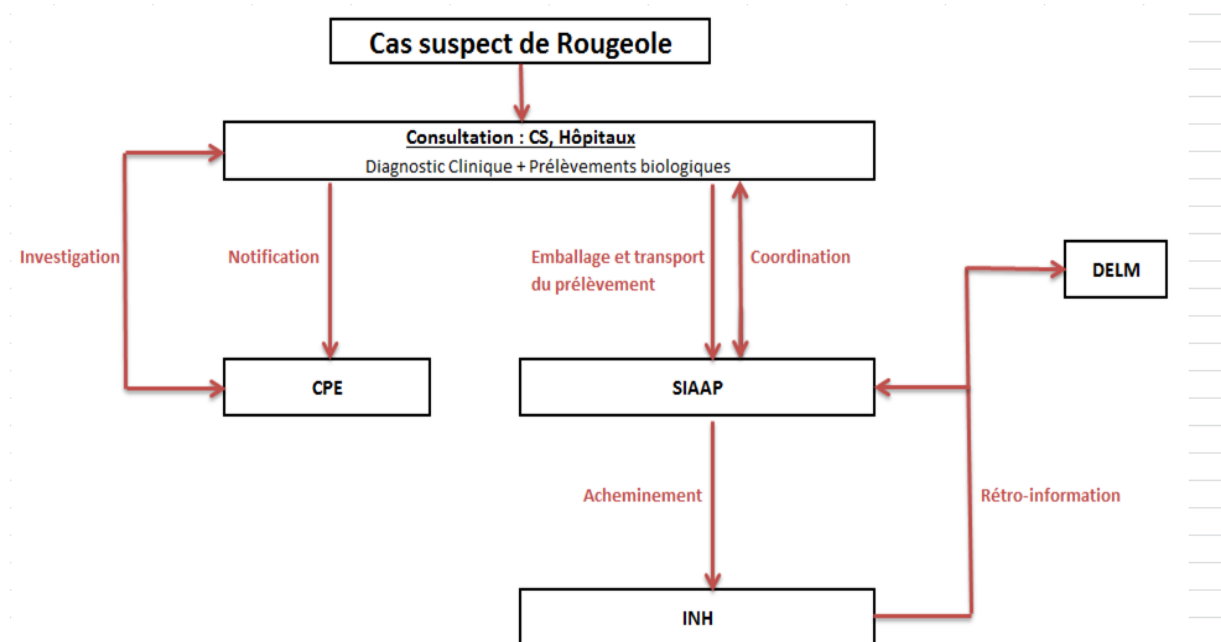 Cas suspect de Rougeole
Consultation : CS, Hôpitaux
Diagnostic Clinique + Prélèvements biologiques
Investigation
Notification
Emballage et transport
du prélèvement
Coordination
DELM
CPE
SIAAP
Acheminement
Rétro-information
INH